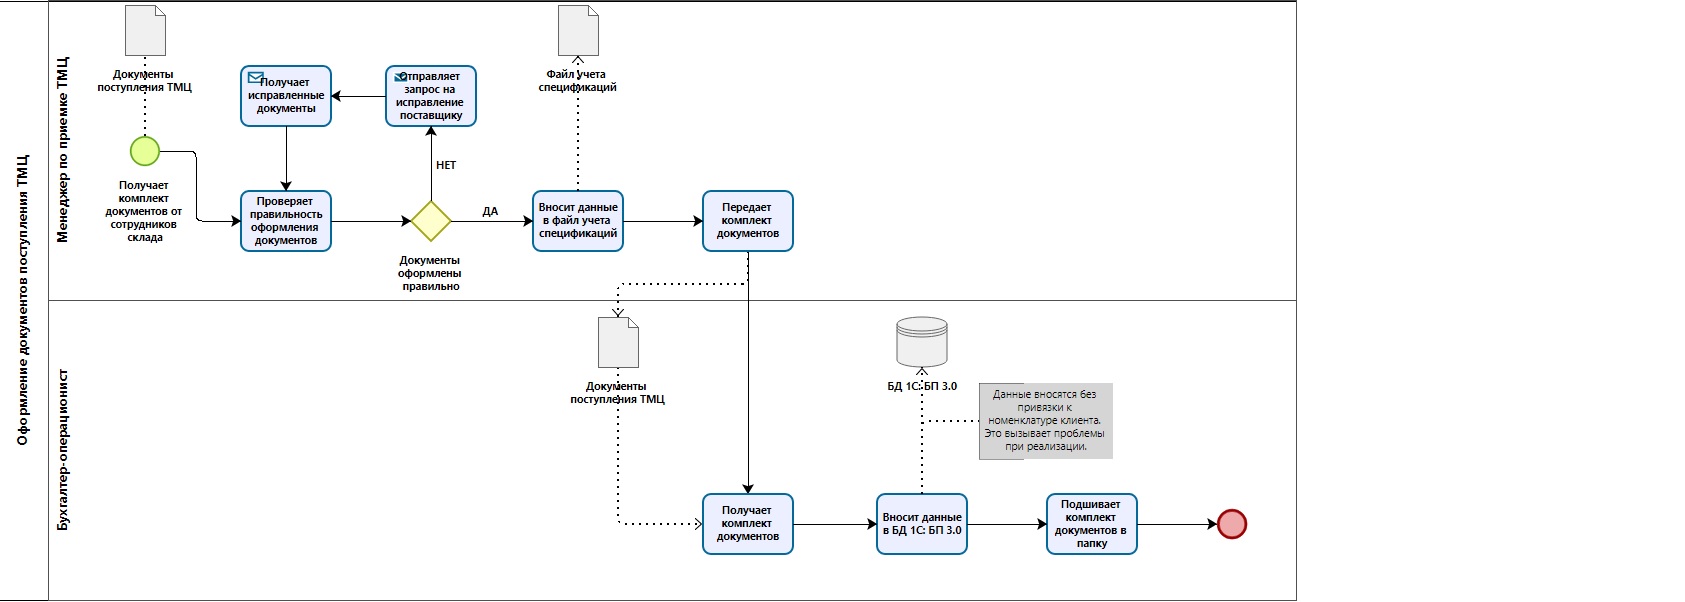 Оформление документов поступления ТМЦ
Менеджер по приемке ТМЦ
Документы
поступления ТМЦ
Получает
комплект
документов от
сотрудников
склада
Получает
исправленные
документы
Отправляет
запрос на
исправление
поставщику
Проверяет
правильность
оформления
документов
НЕТ
ДА
Документы
оформлены
правильно
Файл учета
спецификаций
Вносит данные
в файл учета
спецификаций
Передает
комплект
документов
Бухгалтер-операционист
Документы
поступления ТМЦ
Получает
комплект
документов
БД 1С: БП 3.0
Данные вносятся без
привязки к
номенклатуре клиента.
Это вызывает проблемы
при реализации.
Вносит данные
в БД 1С: БП 3.0
Подшивает
комплект
документов в
папку